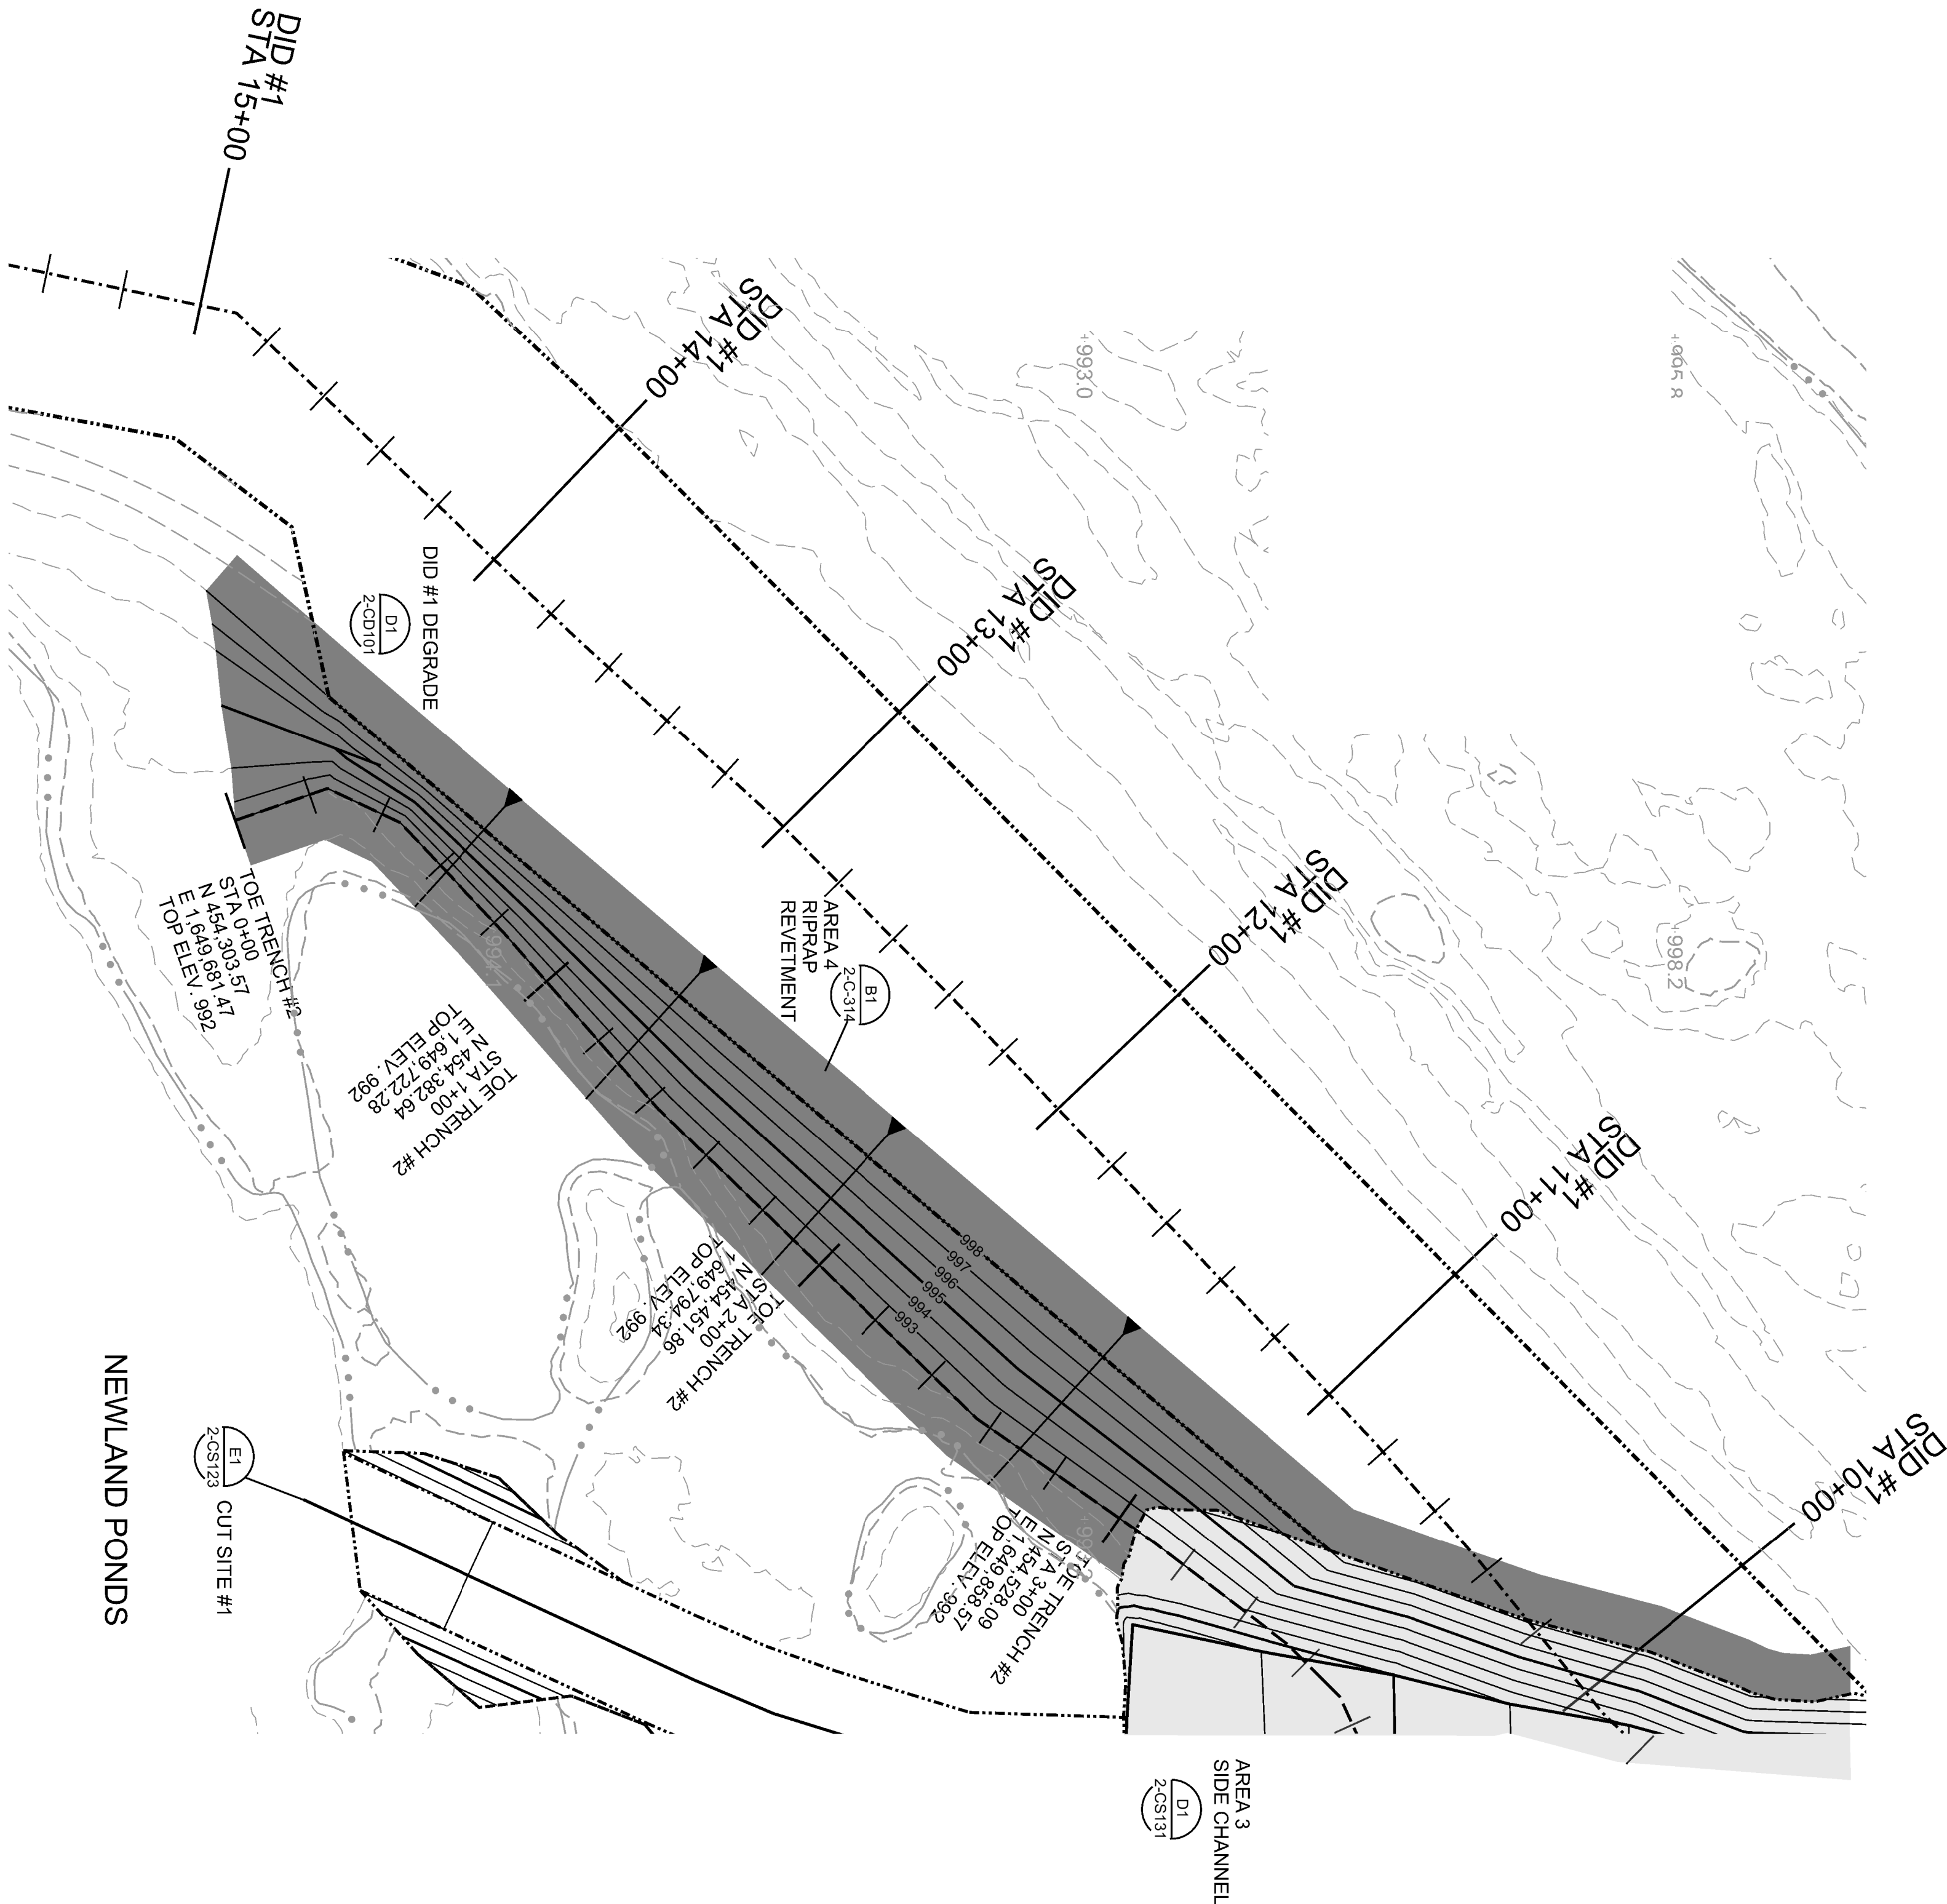 DID #1
STA 15+00
DID #1
STA 14+00
DID #1
STA 13+00
DID #1
STA 12+00
DID #1
STA 11+00
DID #1
STA 10+00
+993.0
+995.8
+998.2
994.7
DID #1 DEGRADE
D1
2-CD101
AREA 4
RIPRAP
REVETMENT
B1
2-C-314
TOE TRENCH #2
STA 0+00
N 454,303.57
E 1,649,681.47
TOP ELEV. 992
TOE TRENCH #2
STA 1+00
N 454,382.64
E 1,649,722.28
TOP ELEV. 992
TOE TRENCH #2
STA 2+00
N 454,451.86
1,649,794.34
TOP ELEV. 992
TOE TRENCH #2
STA 3+00
N 454,528.09
E 1,649,858.57
TOP ELEV. 992
998
997
996
995
994
993
NEWLAND PONDS
E1
2-CS123
CUT SITE #1
AREA 3
SIDE CHANNEL
D1
2-CS131